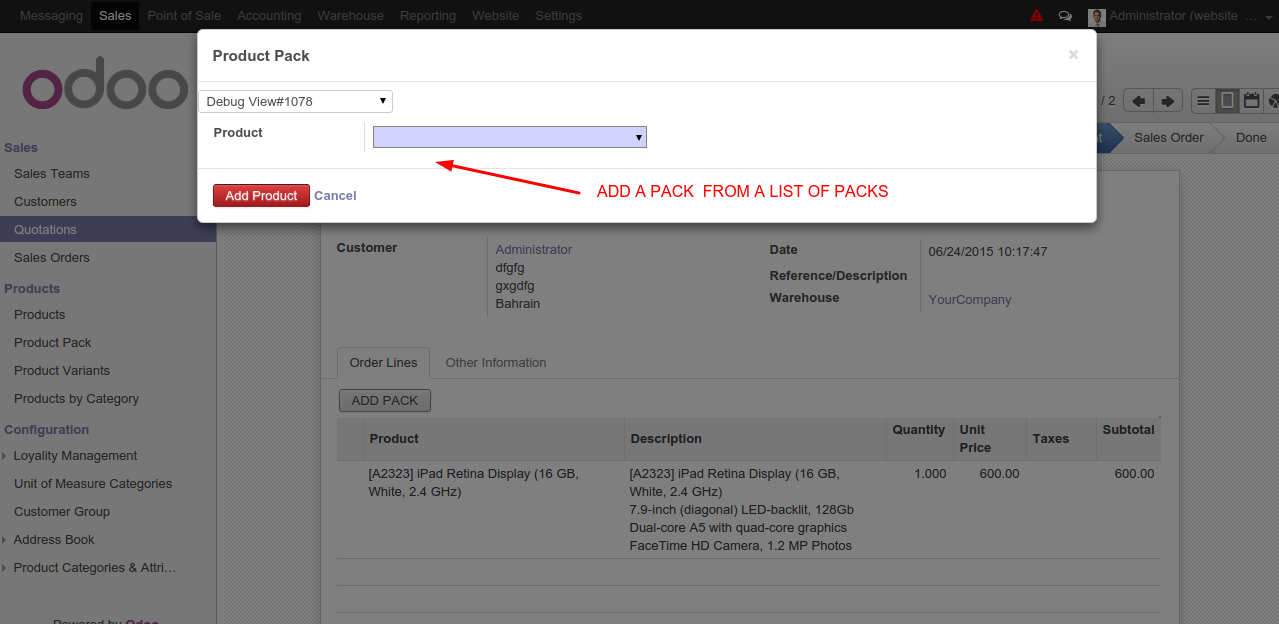 Messaging Sales Point of Sale Accounting Warehouse Reporting Website Settings Administrator (website ...
odoo
Product Pack ×
Debug View#1078
Product
ADD A PACK FROM A LIST OF PACKS
Add Product Cancel
/ 2
Sales Order Done
Sales
Sales Teams
Customers
Quotations
Sales Orders
Products
Products
Product Pack
Product Variants
Products by Category
Configuration
Loyality Management
Unit of Measure Categories
Customer Group
Address Book
Product Categories & Attri...
Powered by Odoo
Customer
Administrator
dfgfg
gxgdfg
Bahrain
Date 06/24/2015 10:17:47
Reference/Description
Warehouse YourCompany
Order Lines Other Information
ADD PACK
Product Description Quantity Unit Price Taxes Subtotal
[A2323] iPad Retina Display (16 GB,
White, 2.4 GHz)
[A2323] iPad Retina Display (16 GB,
White, 2.4 GHz)
7.9-inch (diagonal) LED-backlit, 128Gb
Dual-core A5 with quad-core graphics
FaceTime HD Camera, 1.2 MP Photos
1.000 600.00 600.00